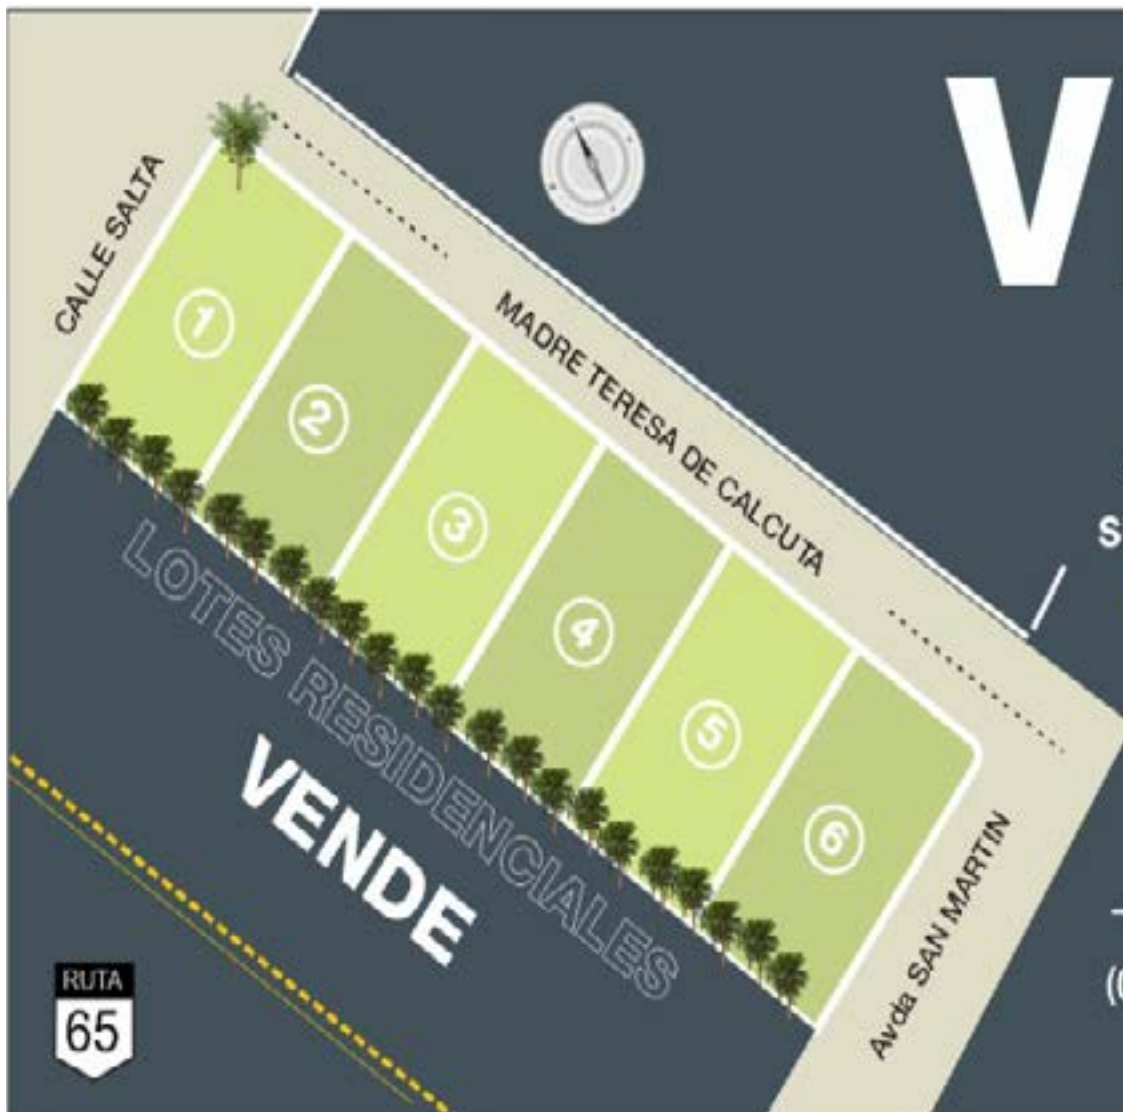 V
CALLE SALTA
MADRE TERESA DE CALCUTA
1
2
3
4
5
6
S
LOTES RESIDENCIALES
VENDE
Avda SAN MARTIN
RUTA
65
(0